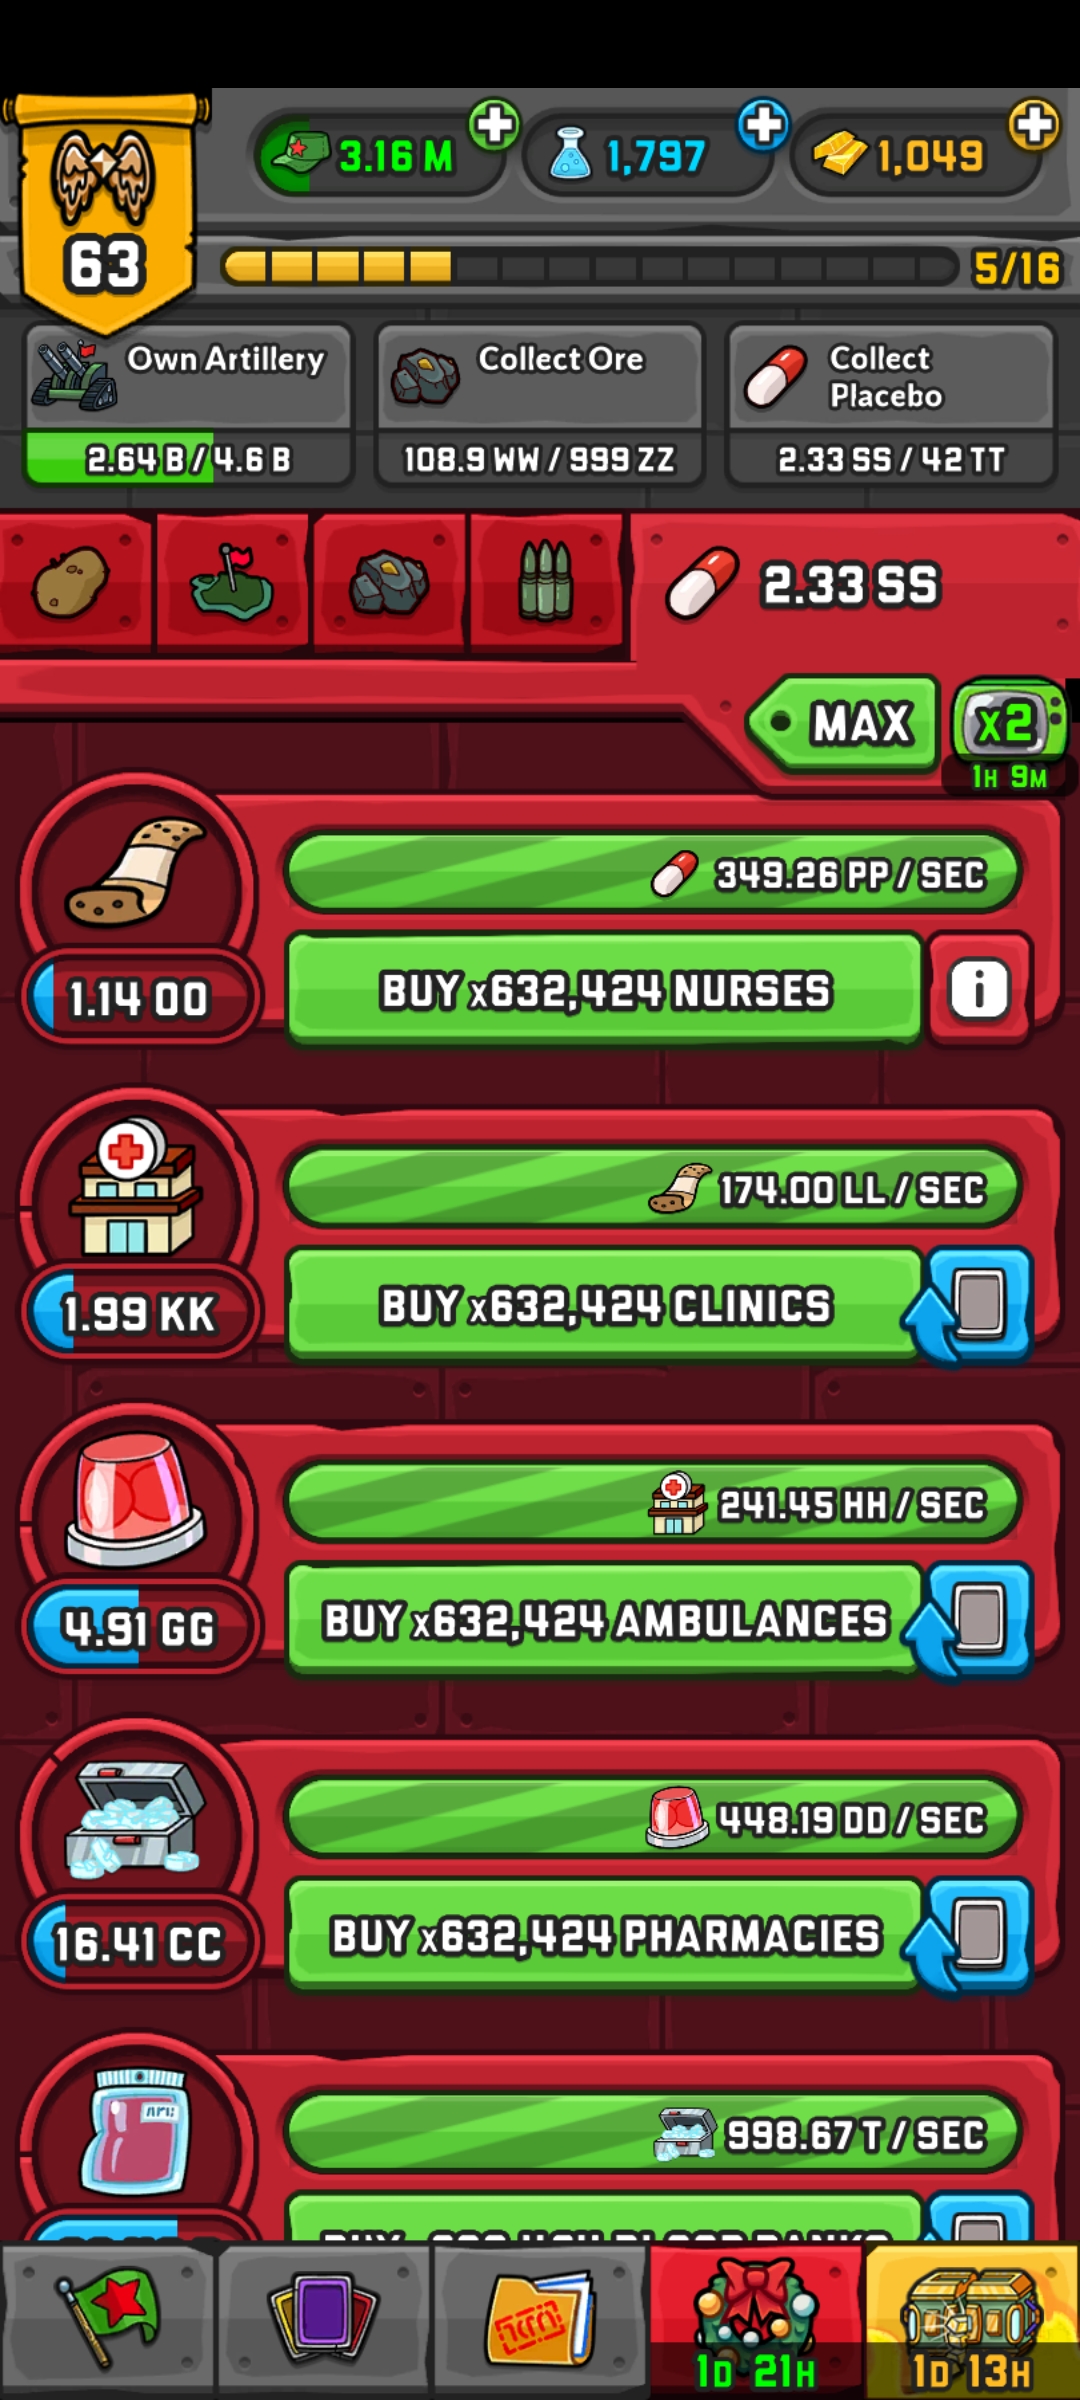 3.16 M
1,797
1,049
63
5/16
Own Artillery
2.64 B / 4.6 B
Collect Ore
108.9 WW / 999 ZZ
Collect
Placebo
2.33 SS / 42 TT
2.33 SS
MAX
x2
1H 9M
349.26 PP / SEC
1.14 OO
BUY x632,424 NURSES
i
174.00 LL / SEC
1.99 KK
BUY x632,424 CLINICS
241.45 HH / SEC
4.91 GG
BUY x632,424 AMBULANCES
448.19 DD / SEC
16.41 CC
BUY x632,424 PHARMACIES
998.67 T / SEC
1D 21H
1D 13H